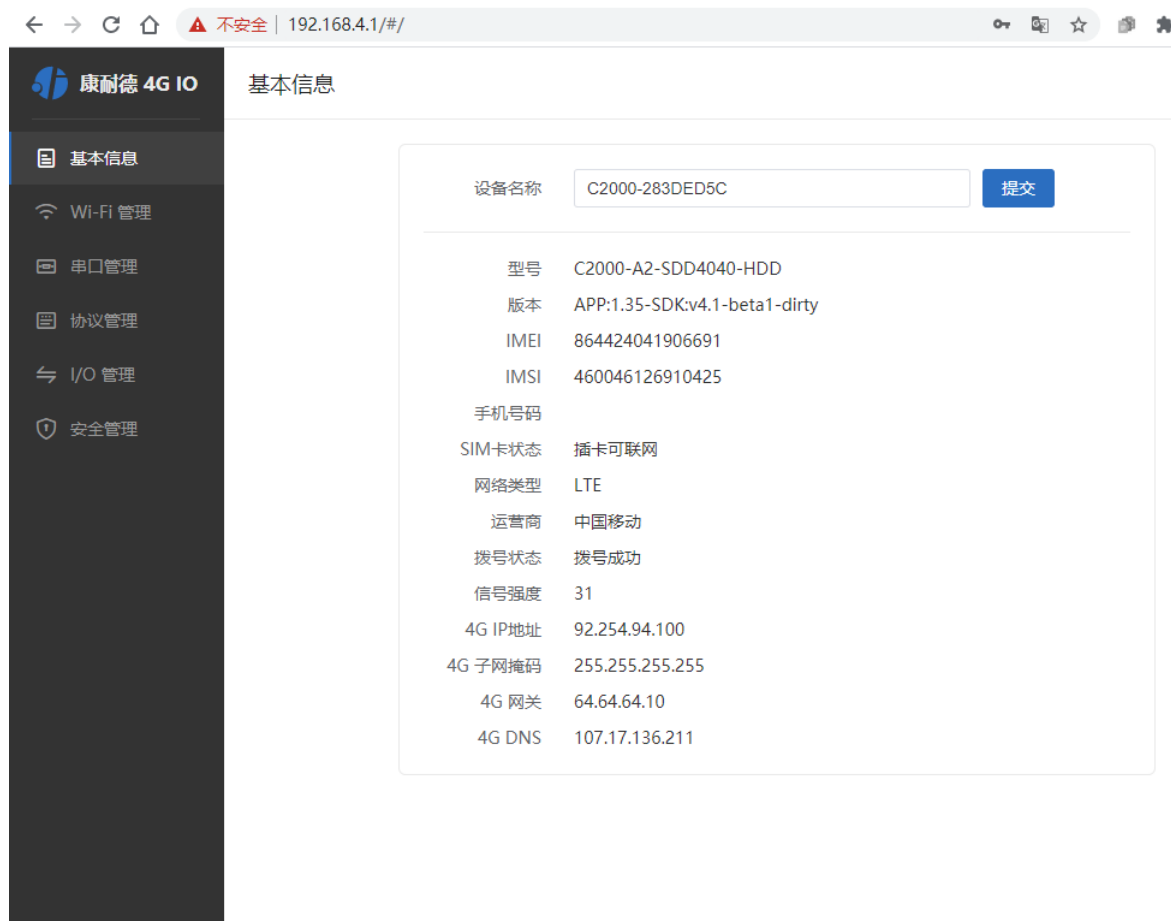 不安全 | 192.168.4.1/#/
康耐德 4G IO
基本信息
基本信息
Wi-Fi 管理
串口管理
协议管理
I/O 管理
安全管理
设备名称 C2000-283DED5C 提交
型号 C2000-A2-SDD4040-HDD
版本 APP:1.35-SDK:v4.1-beta1-dirty
IMEI 864424041906691
IMSI 460046126910425
手机号码
SIM卡状态 插卡可联网
网络类型 LTE
运营商 中国移动
拨号状态 拨号成功
信号强度 31
4G IP地址 92.254.94.100
4G 子网掩码 255.255.255.255
4G 网关 64.64.64.10
4G DNS 107.17.136.211